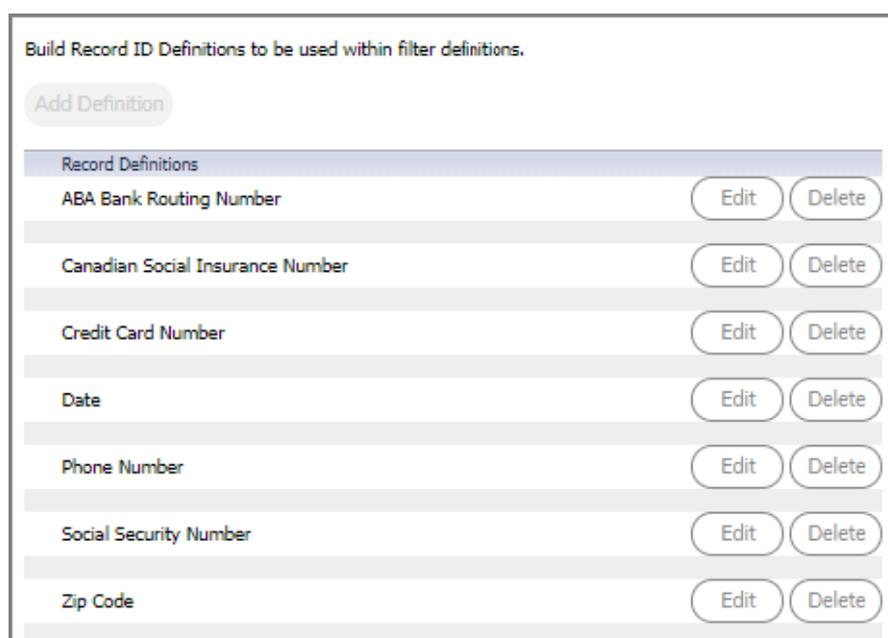 Build Record ID Definitions to be used within filter definitions.
Add Definition
Record Definitions
ABA Bank Routing Number Edit Delete
Canadian Social Insurance Number Edit Delete
Credit Card Number Edit Delete
Date Edit Delete
Phone Number Edit Delete
Social Security Number Edit Delete
Zip Code Edit Delete